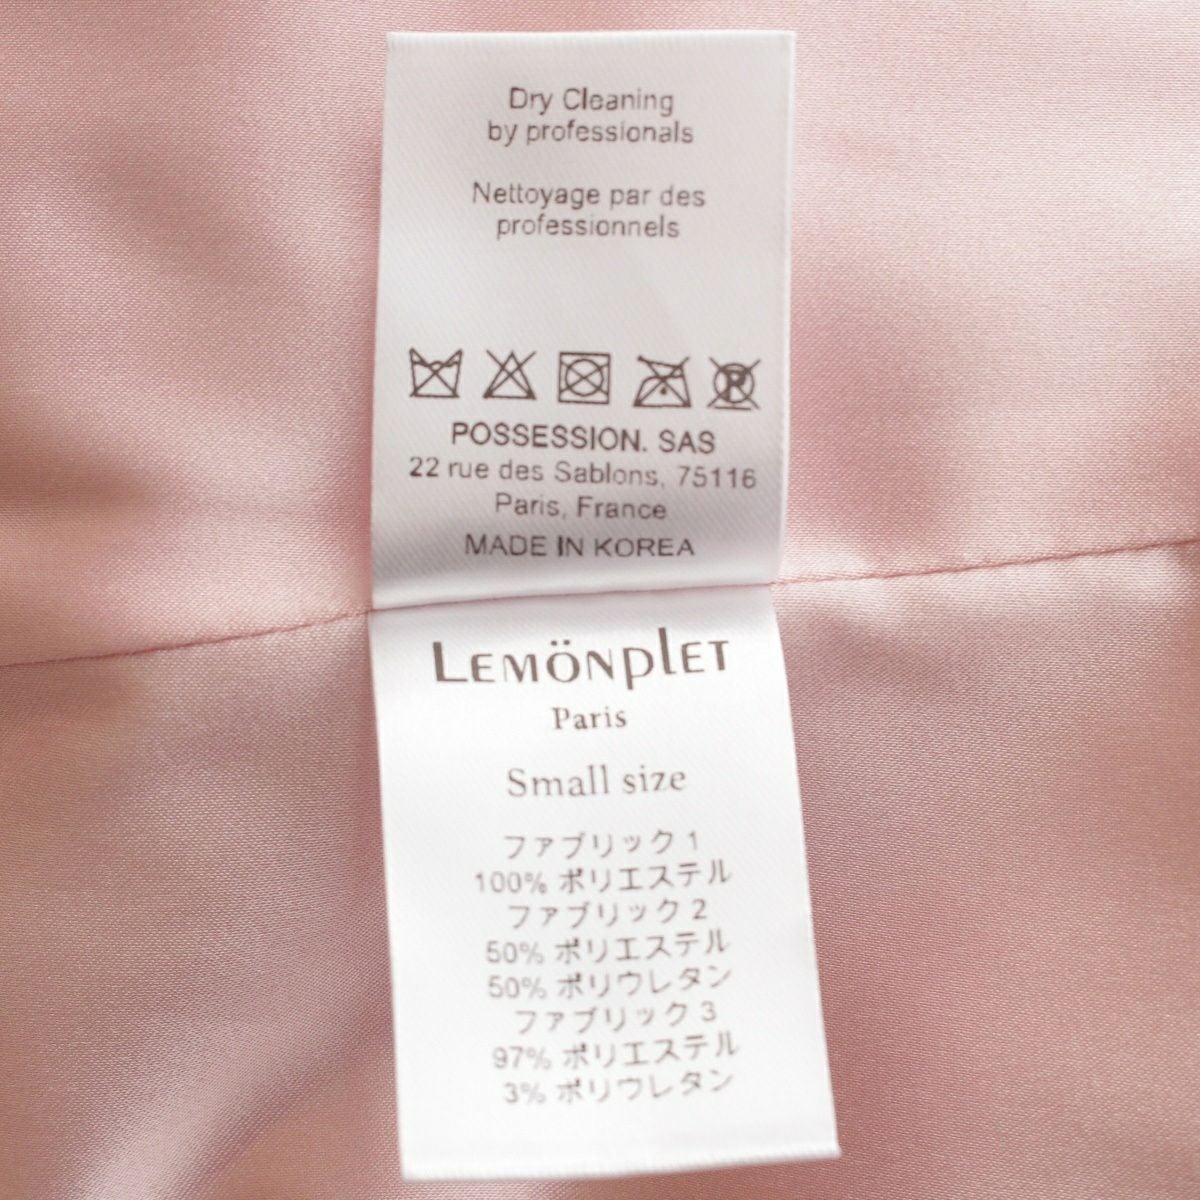 Dry Cleaning
by professionals
Nettoyage par des
professionnels
P
POSSESSION. SAS
22 rue des Sablons, 75116
Paris, France
MADE IN KOREA
LEMÖNPLET
Paris
Small size
ファブリック 1
100% ポリエステル
ファブリック 2
50% ポリエステル
50% ポリウレタン
ファブリック 3
97% ポリエステル
3% ポリウレタン